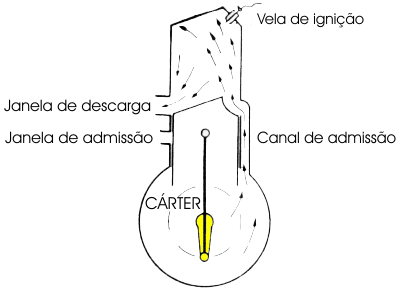 Vela de ignição
Janela de descarga
Janela de admissão
Canal de admissão
CÁRTER